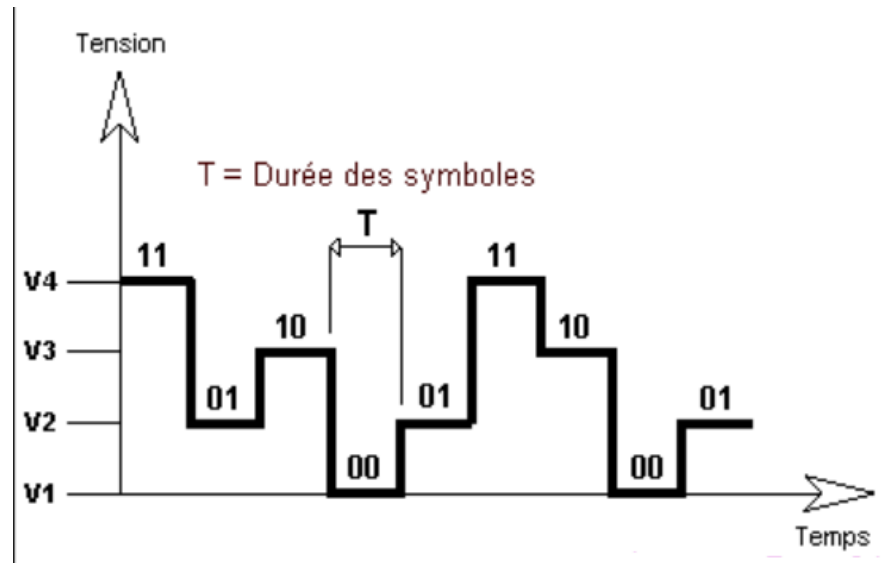 Tension
T = Durée des symboles
T
11
11
V4
10
10
V3
01
01
01
V2
00
00
V1
Temps